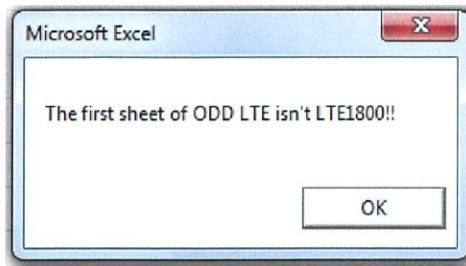 Microsoft Excel
The first sheet of ODD LTE isn't LTE1800!!
OK